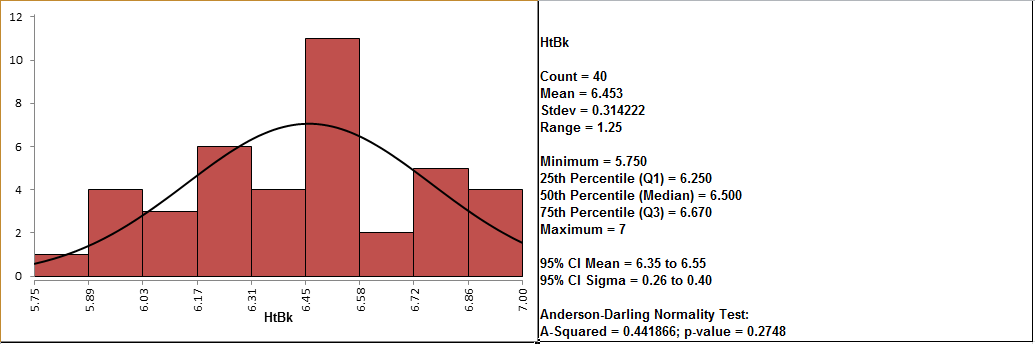 12
10
8
6
4
2
0
5.75
5.89
6.03
6.17
6.31
6.45
6.58
6.72
6.86
7.00
HtBk
HtBk
Count = 40
Mean = 6.453
Stdev = 0.314222
Range = 1.25
Minimum = 5.750
25th Percentile (Q1) = 6.250
50th Percentile (Median) = 6.500
75th Percentile (Q3) = 6.670
Maximum = 7
95% CI Mean = 6.35 to 6.55
95% CI Sigma = 0.26 to 0.40
Anderson-Darling Normality Test:
A-Squared = 0.441866; p-value = 0.2748